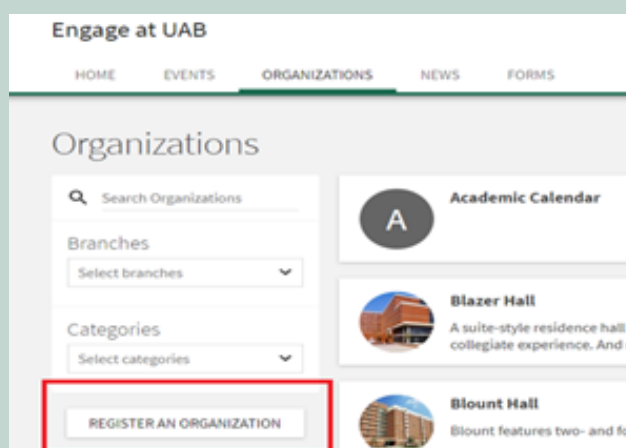 Engage at UAB
HOME EVENTS ORGANIZATIONS NEWS FORMS
Organizations
Search Organizations
Branches
Select branches
Categories
Select categories
REGISTER AN ORGANIZATION
A
Academic Calendar
Blazer Hall
A suite-style residence hall
collegiate experience. And
Blount Hall
Blount features two- and fo